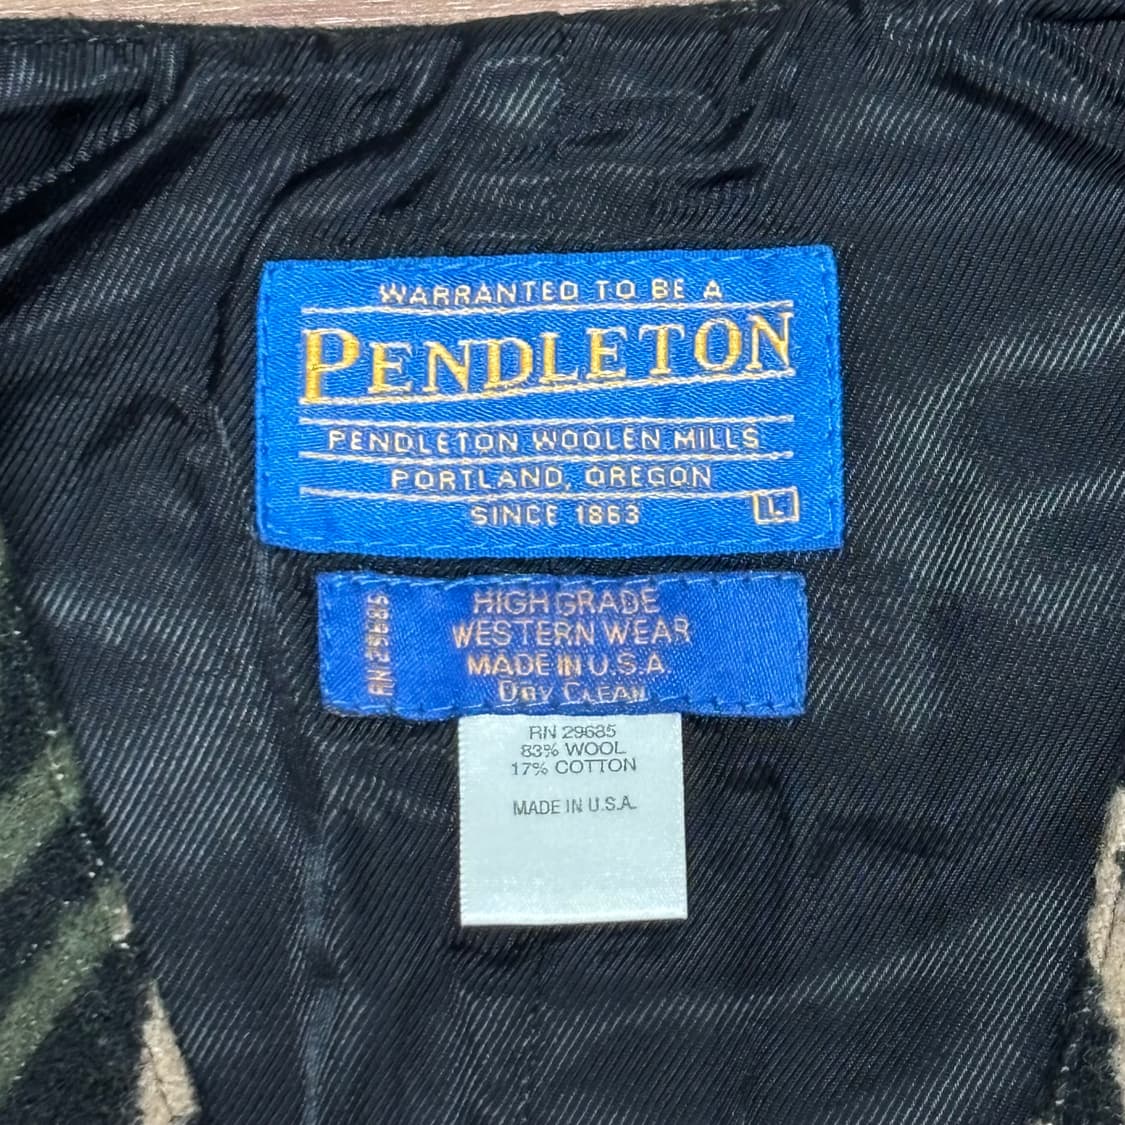 WARRANTED TO BE A
PENDLETON
PENDLETON WOOLEN MILLS
PORTLAND, OREGON
SINCE 1863
L
RN 29685
HIGH GRADE
WESTERN WEAR
MADE IN U.S.A.
DRY CLEAN
RN 29685
83% WOOL
17% COTTON
MADE IN U.S.A.